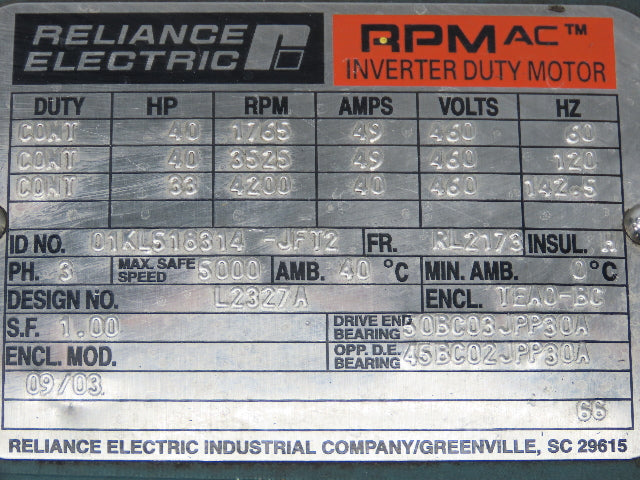 RELIANCE ELECTRIC
RPM AC™
INVERTER DUTY MOTOR
DUTY HP RPM AMPS VOLTS HZ
CONT 40 1765 49 460 60
CONT 40 3525 49 460 120
CONT 33 4200 40 460 142.5
ID NO. 01KL516314 -JFT2 FR. RL2173 INSUL. A
PH. 3 MAX. SAFE SPEED 5000 AMB. 40 °C MIN. AMB. 0°C
DESIGN NO. L2327A ENCL. TEAO-BC
S.F. 1.00 DRIVE END BEARING 50BC03JPP30A
ENCL. MOD. OPP. D.E. BEARING 45BC02JPP30A
09/03
66
RELIANCE ELECTRIC INDUSTRIAL COMPANY/GREENVILLE, SC 29615